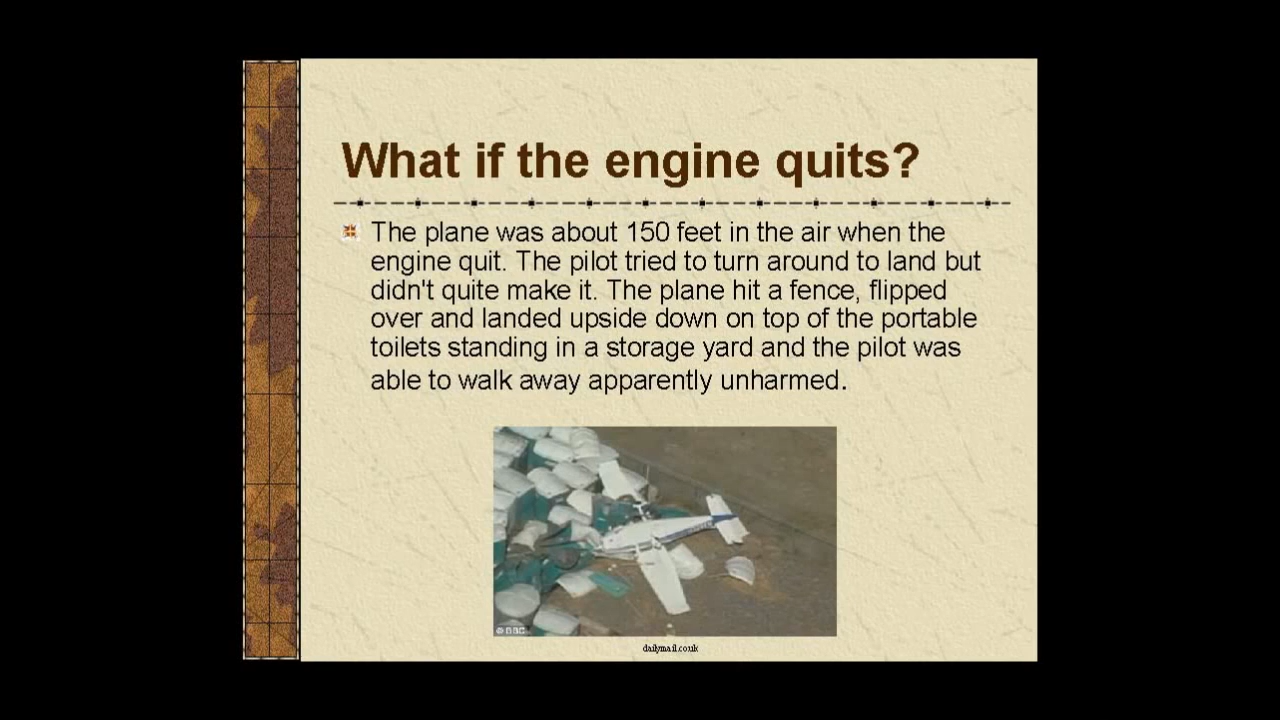 What if the engine quits?
The plane was about 150 feet in the air when the
engine quit. The pilot tried to turn around to land but
didn't quite make it. The plane hit a fence, flipped
over and landed upside down on top of the portable
toilets standing in a storage yard and the pilot was
able to walk away apparently unharmed.
© BBC
dailymail.co.uk